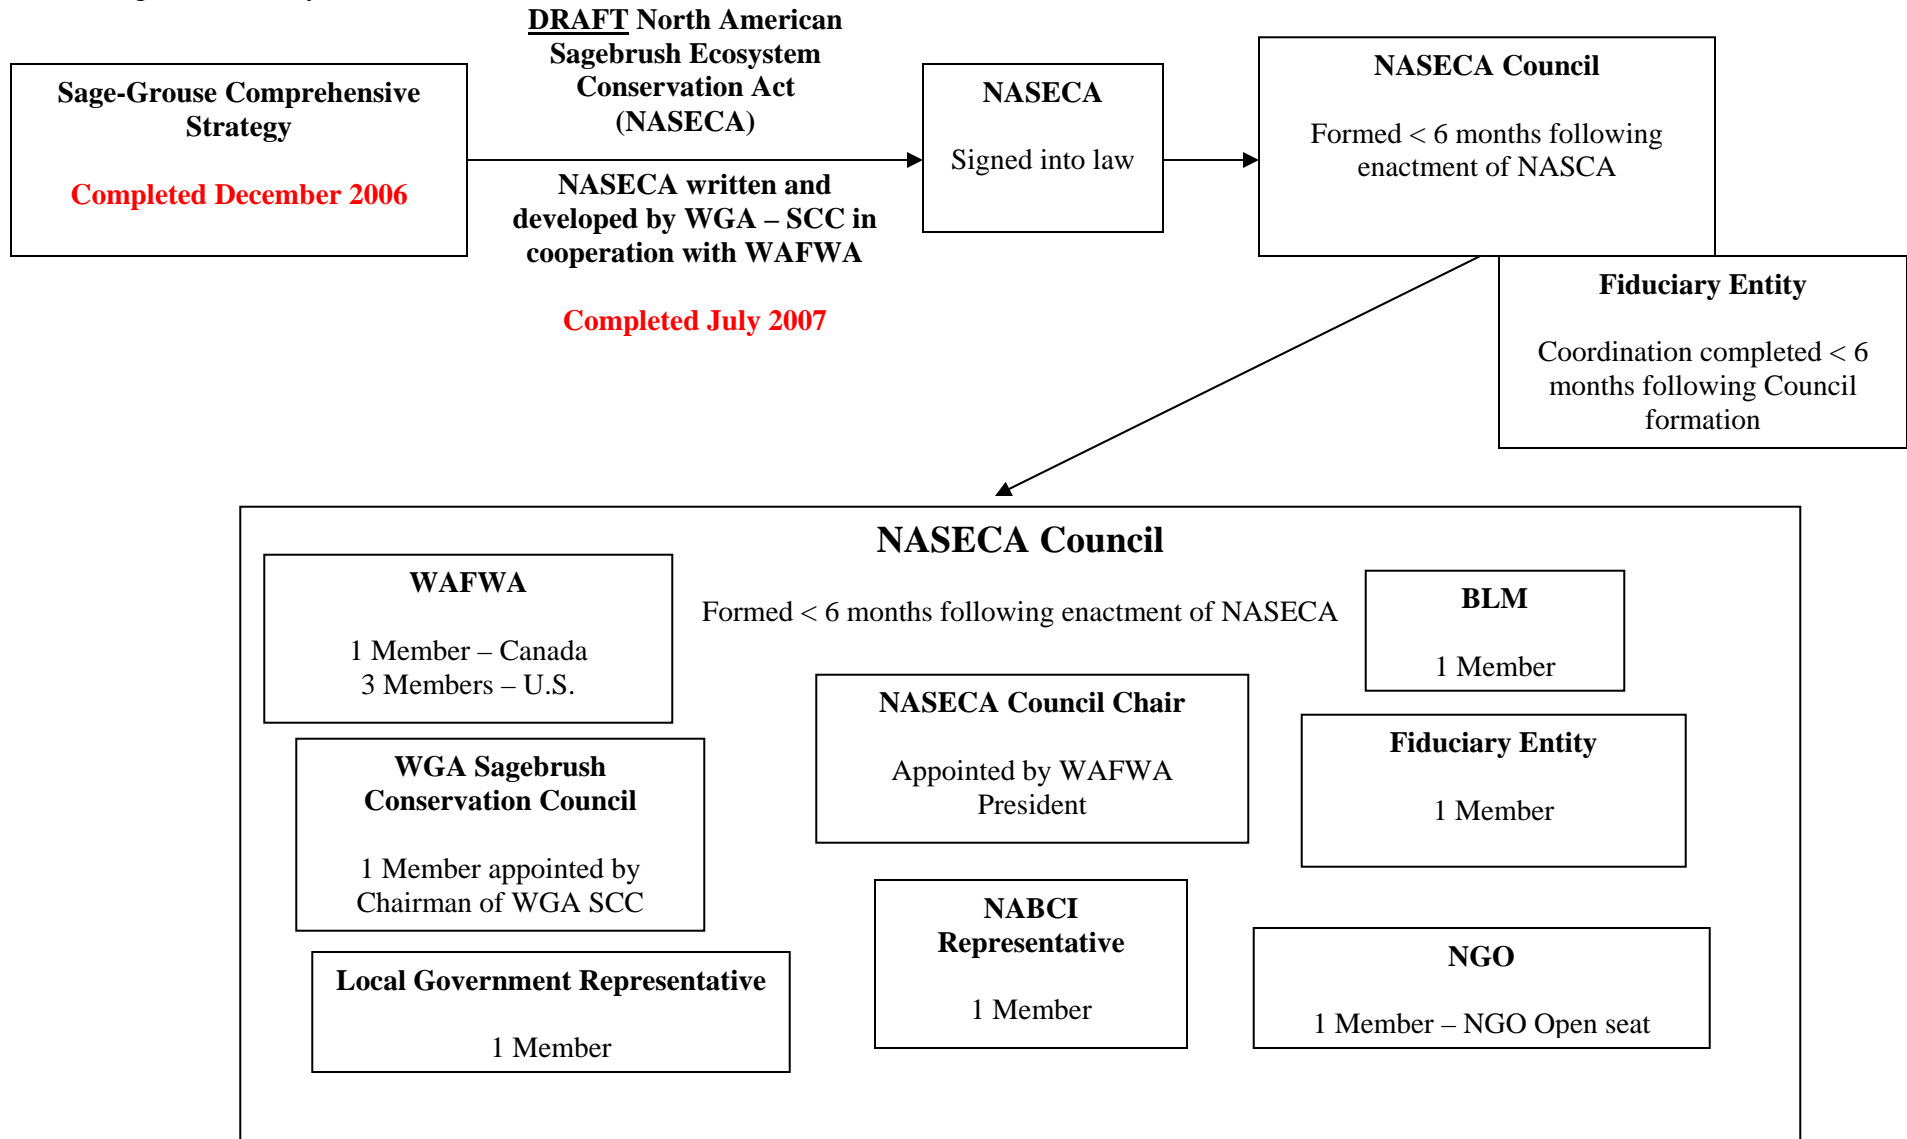 DRAFT North American
Sagebrush Ecosystem
Conservation Act
(NASECA)
Sage-Grouse Comprehensive
Strategy
Completed December 2006
NASECA written and
developed by WGA – SCC in
cooperation with WAFWA
Completed July 2007
NASECA
Signed into law
NASECA Council
Formed < 6 months following
enactment of NASCA
Fiduciary Entity
Coordination completed < 6
months following Council
formation
NASECA Council
Formed < 6 months following enactment of NASECA
WAFWA
1 Member – Canada
3 Members – U.S.
BLM
1 Member
NASECA Council Chair
Appointed by WAFWA
President
WGA Sagebrush
Conservation Council
1 Member appointed by
Chairman of WGA SCC
Fiduciary Entity
1 Member
NABCI
Representative
1 Member
Local Government Representative
1 Member
NGO
1 Member – NGO Open seat